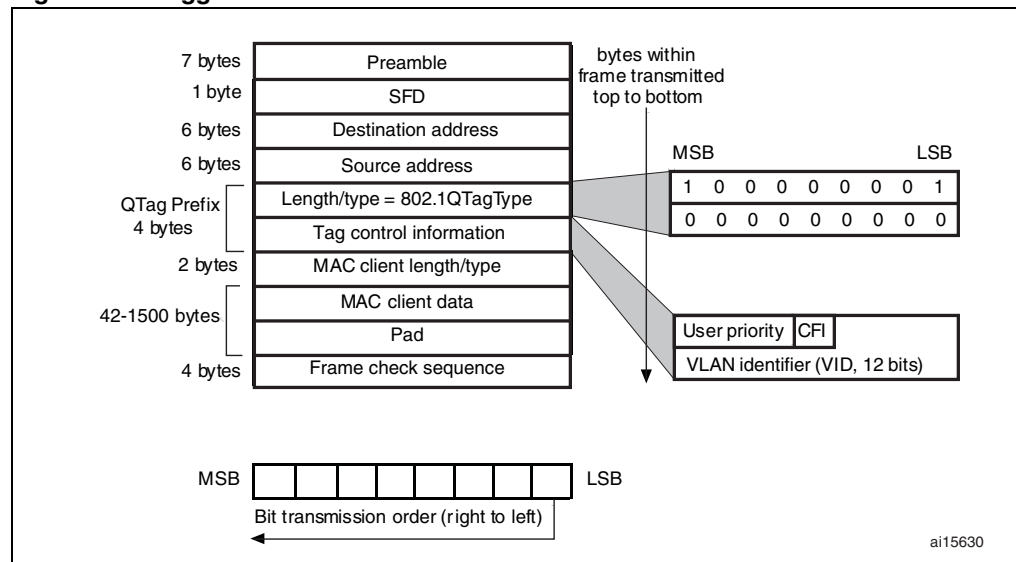 7 bytes
Preamble
1 byte
SFD
6 bytes
Destination address
6 bytes
Source address
QTag Prefix
4 bytes
Length/type = 802.1QTagType
Tag control information
2 bytes
MAC client length/type
42-1500 bytes
MAC client data
Pad
4 bytes
Frame check sequence
bytes within
frame transmitted
top to bottom
MSB LSB
1 0 0 0 0 0 0 0 1
0 0 0 0 0 0 0 0 0
User priority CFI
VLAN identifier (VID, 12 bits)
MSB LSB
Bit transmission order (right to left)
ai15630